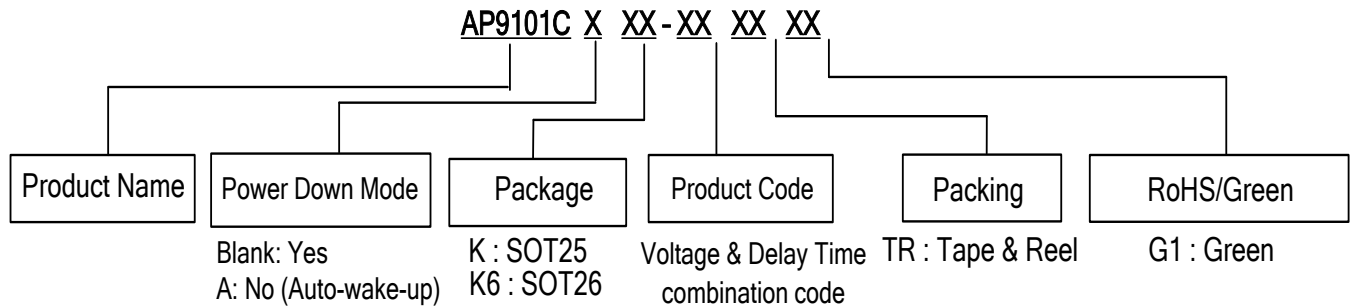 AP9101C X XX - XX XX XX
Product Name
Power Down Mode
Package
Product Code
Packing
RoHS/Green
Blank: Yes
A: No (Auto-wake-up)
K : SOT25
K6 : SOT26
Voltage & Delay Time
combination code
TR : Tape & Reel
G1 : Green